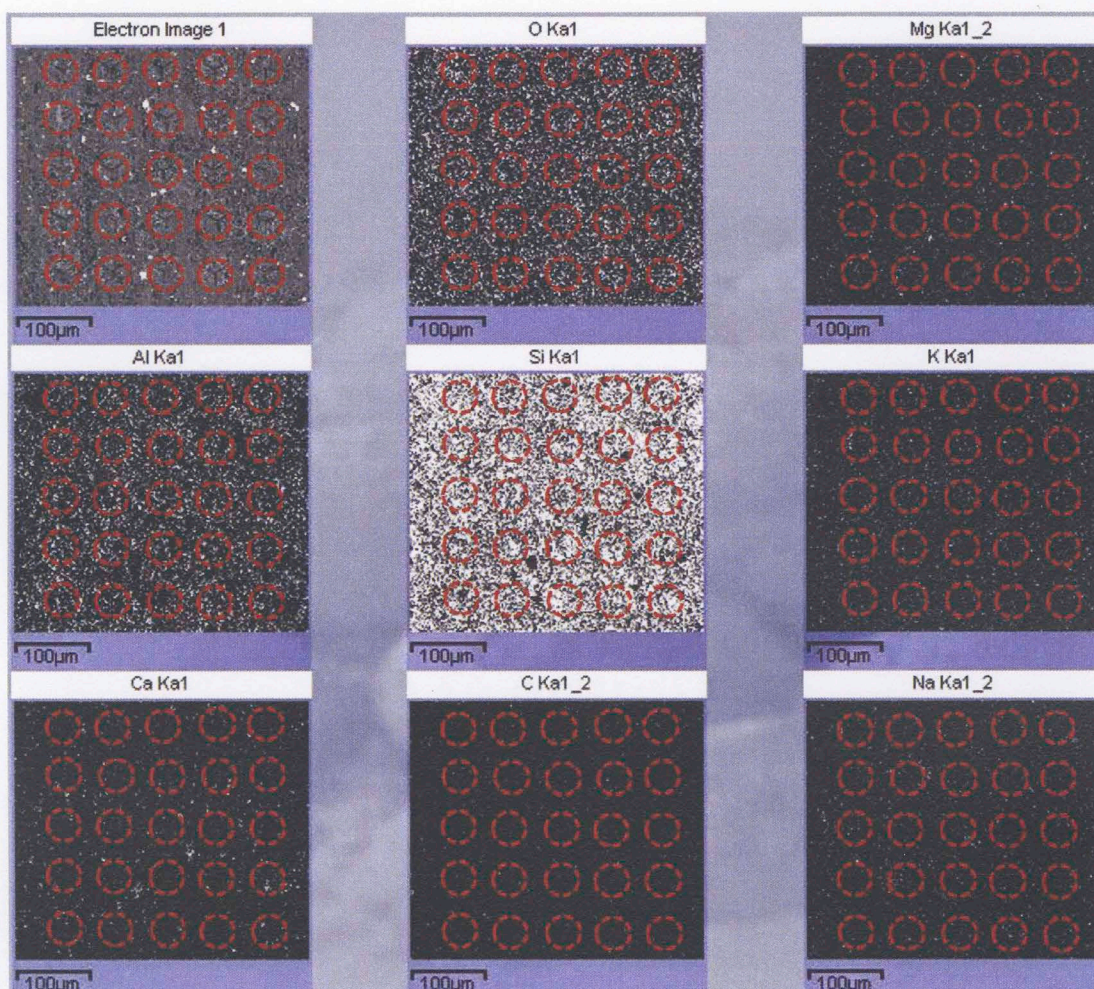 Electron Image 1
O Ka1
Mg Ka1_2
100µm
100µm
100µm
Al Ka1
Si Ka1
K Ka1
100µm
100µm
100µm
Ca Ka1
C Ka1_2
Na Ka1_2
100µm
100µm
100µm